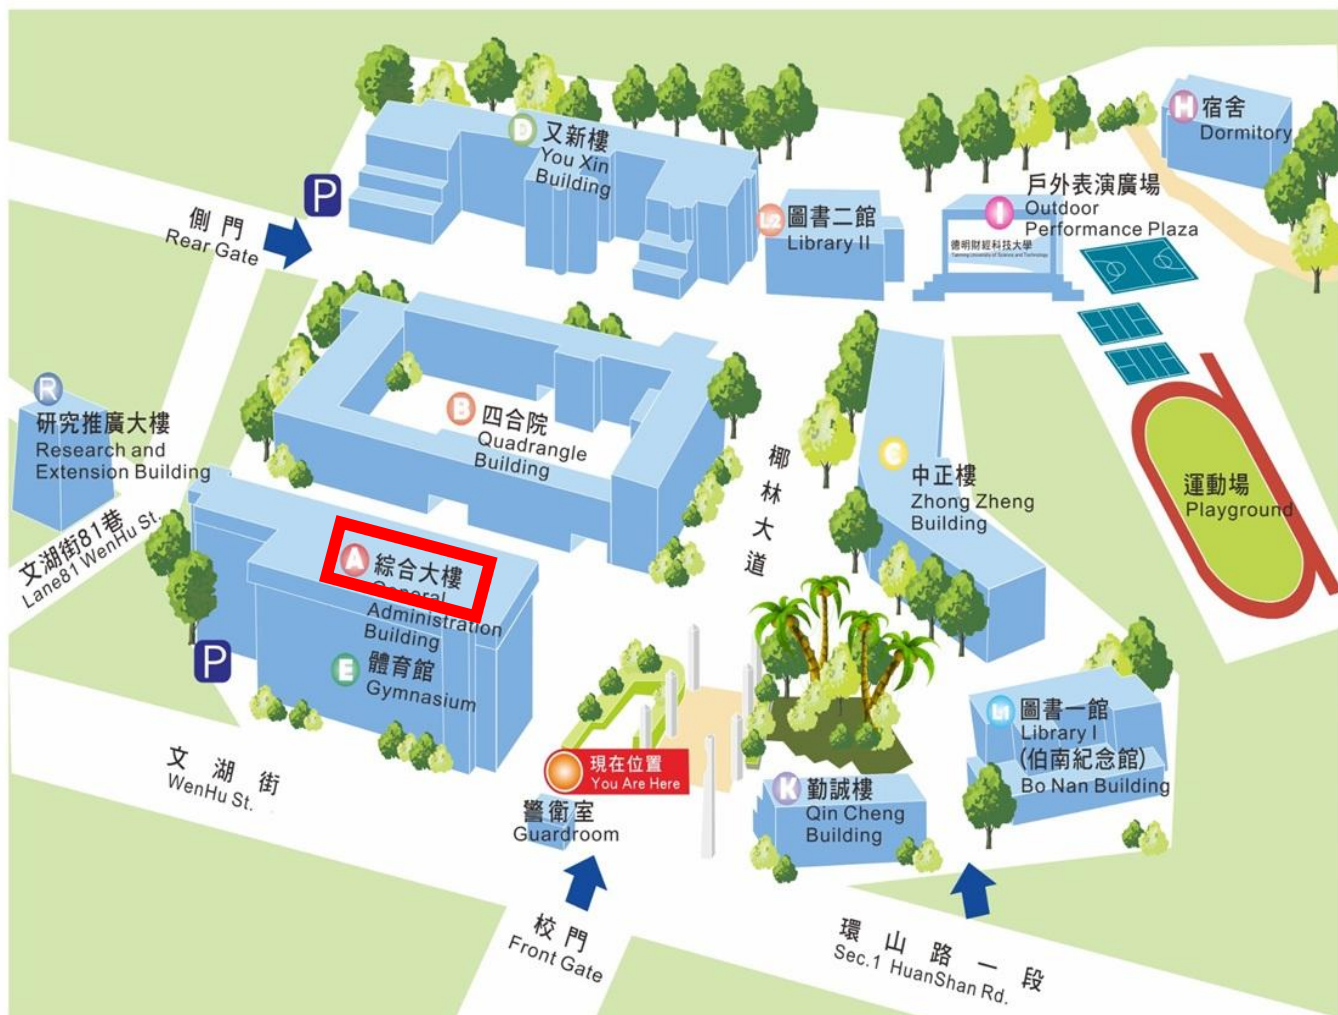 D 又新樓
You Xin
Building
H 宿舍
Dormitory
P
側門
Rear Gate
L2 圖書二館
Library II
I 戶外表演廣場
Outdoor
Performance Plaza
德明財經科技大學
Takming University of Science and Technology
R
研究推廣大樓
Research and
Extension Building
B 四合院
Quadrangle
Building
椰林大道
C 中正樓
Zhong Zheng
Building
運動場
Playground
文湖街81巷
Lane81 WenHu St.
A 綜合大樓
General
Administration
Building
P
E 體育館
Gymnasium
文湖街
WenHu St.
現在位置
You Are Here
警衛室
Guardroom
K 勤誠樓
Qin Cheng
Building
L1 圖書一館
Library I
(伯南紀念館)
Bo Nan Building
校門
Front Gate
環山路一段
Sec.1 HuanShan Rd.